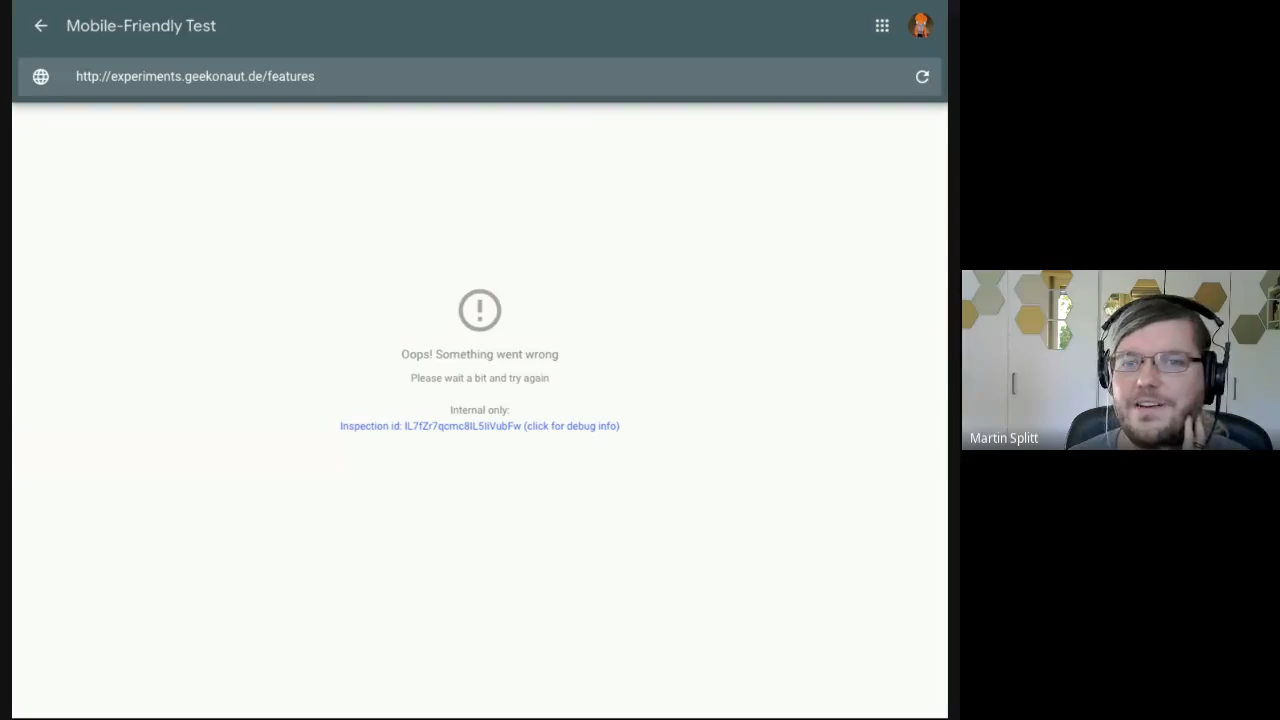 Mobile-Friendly Test
http://experiments.geekonaut.de/features
Oops! Something went wrong
Please wait a bit and try again
Internal only:
Inspection id: lL7fZr7qcmc8IL5IiVubFw (click for debug info)
Martin Splitt